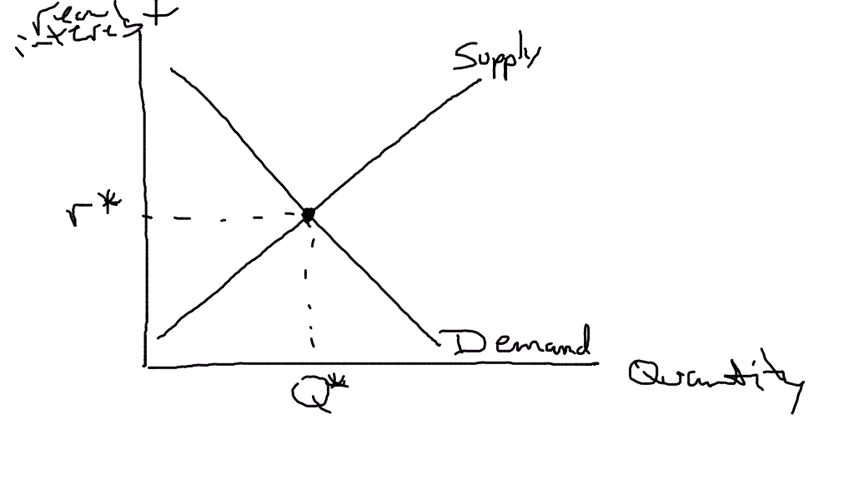 real
interest
Supply
r*
Demand
Quantity
Q*